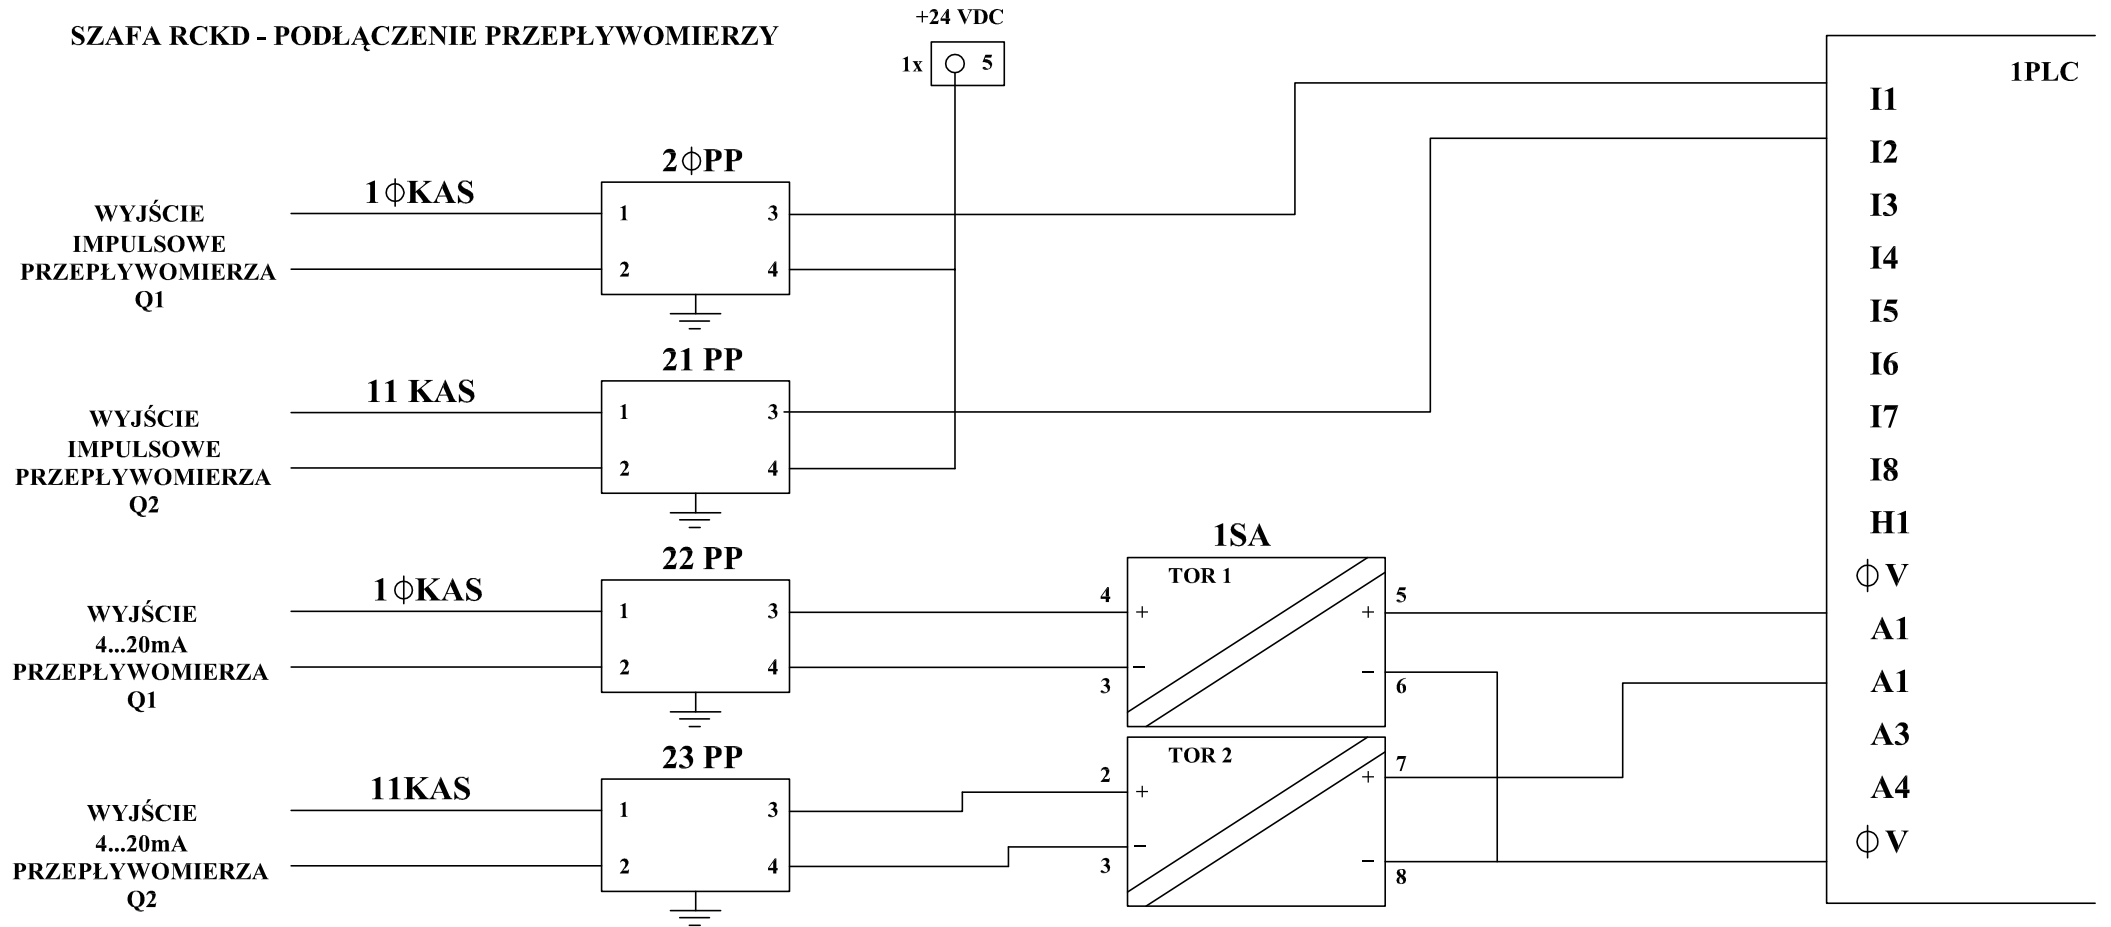 SZAFA RCKD - PODŁĄCZENIE PRZEPŁYWOMIERZY
+24 VDC
1x
5
1PLC
I1
I2
I3
I4
I5
I6
I7
I8
H1
ϕV
A1
A1
A3
A4
ϕV
2ϕPP
1ϕKAS
WYJŚCIE
IMPULSOWE
PRZEPŁYWOMIERZA
Q1
1
3
2
4
21 PP
11 KAS
WYJŚCIE
IMPULSOWE
PRZEPŁYWOMIERZA
Q2
1
3
2
4
22 PP
1ϕKAS
WYJŚCIE
4...20mA
PRZEPŁYWOMIERZA
Q1
1
3
2
4
1SA
TOR 1
4
+
+
5
3
−
−
6
23 PP
11KAS
WYJŚCIE
4...20mA
PRZEPŁYWOMIERZA
Q2
1
3
2
4
TOR 2
2
+
+
7
3
−
−
8